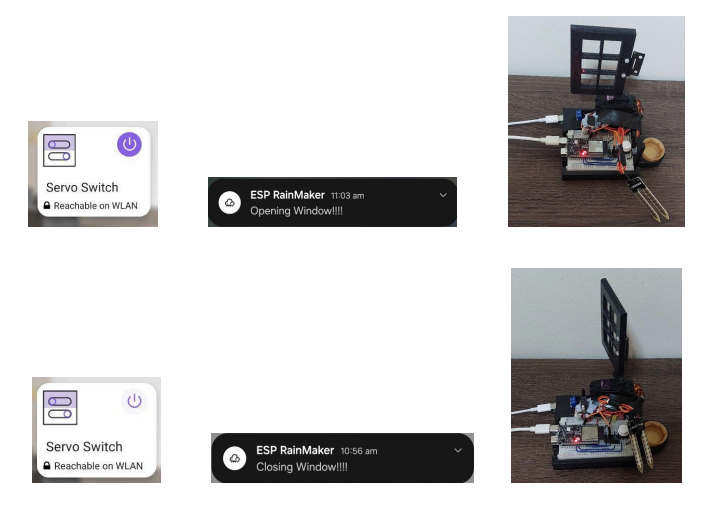 Servo Switch
Reachable on WLAN
ESP RainMaker 11:03 am
Opening Window!!!!
Servo Switch
Reachable on WLAN
ESP RainMaker 10:56 am
Closing Window!!!!